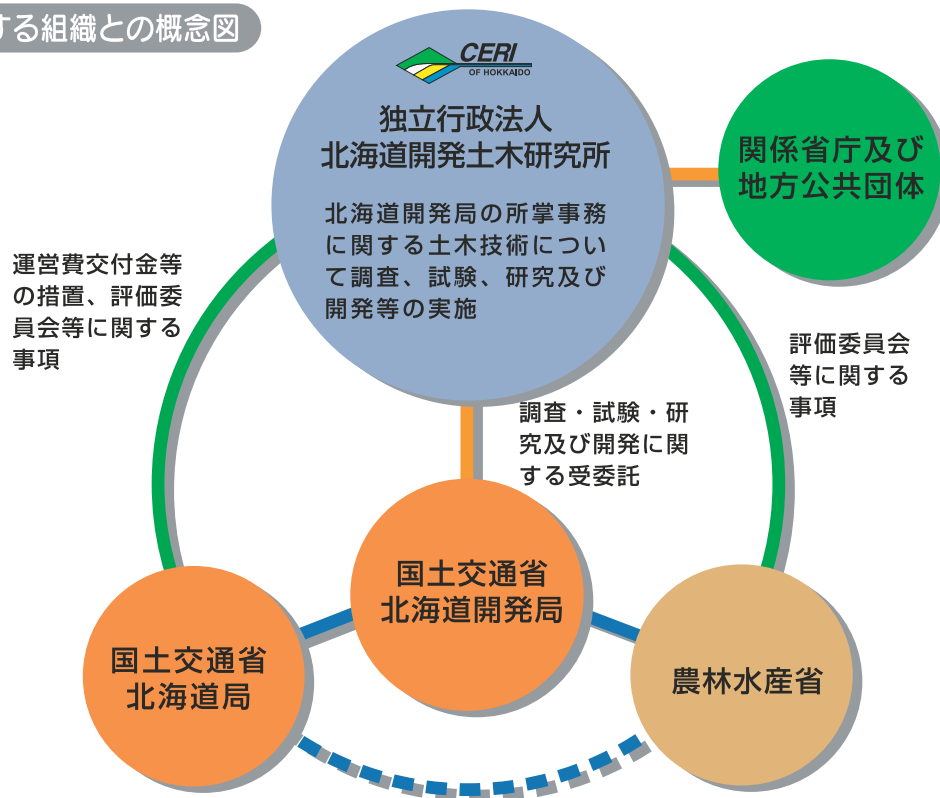 する組織との概念図
CERI
OF HOKKAIDO
独立行政法人
北海道開発土木研究所
北海道開発局の所掌事務
に関する土木技術につい
て調査、試験、研究及び
開発等の実施
関係省庁及び
地方公共団体
運営費交付金等
の措置、評価委
員会等に関する
事項
評価委員会
等に関する
事項
調査・試験・研
究及び開発に関
する受委託
国土交通省
北海道開発局
国土交通省
北海道局
農林水産省